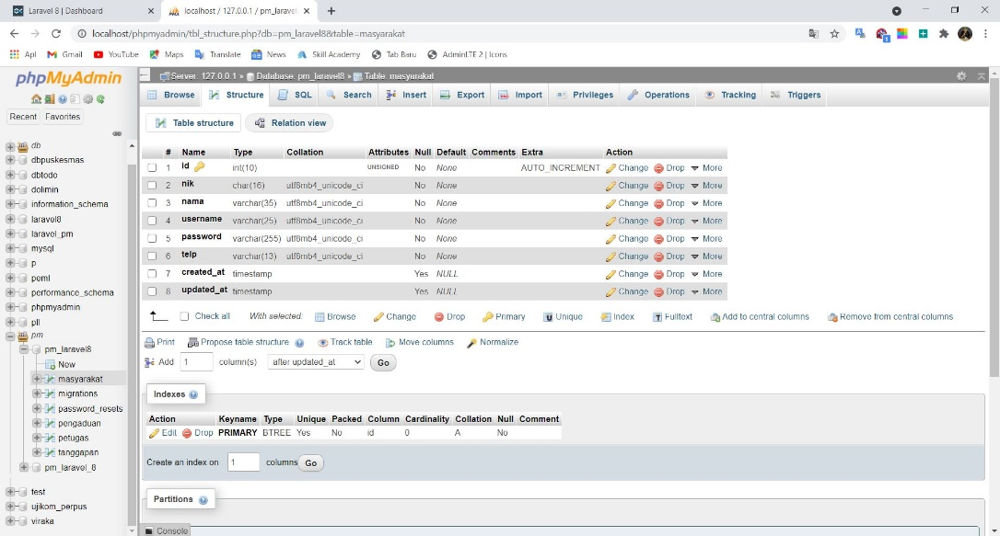 Laravel 8 | Dashboard
localhost / 127.0.0.1 / pm_laravel
localhost/phpmyadmin/tbl_structure.php?db=pm_laravel8&table=masyarakat
Apl Gmail YouTube Maps Translate News Skill Academy Tab Baru AdminLTE 2 | Icons
phpMyAdmin
Recent Favorites
db
dbpuskesmas
dbtodo
dolimin
information_schema
laravel8
laravel_pm
mysql
p
peml
performance_schema
phpmyadmin
pll
pm
pm_laravel8
New
masyarakat
migrations
password_resets
pengaduan
petugas
tanggapan
pm_laravel_8
test
ujikom_perpus
viraka
Server: 127.0.0.1 » Database: pm_laravel8 » Table: masyarakat
Browse Structure SQL Search Insert Export Import Privileges Operations Tracking Triggers
Table structure Relation view
# Name Type Collation Attributes Null Default Comments Extra Action
1 id int(10) UNSIGNED No None AUTO_INCREMENT Change Drop More
2 nik char(16) utf8mb4_unicode_ci No None Change Drop More
3 nama varchar(35) utf8mb4_unicode_ci No None Change Drop More
4 username varchar(25) utf8mb4_unicode_ci No None Change Drop More
5 password varchar(255) utf8mb4_unicode_ci No None Change Drop More
6 telp varchar(13) utf8mb4_unicode_ci No None Change Drop More
7 created_at timestamp Yes NULL Change Drop More
8 updated_at timestamp Yes NULL Change Drop More
Check all With selected: Browse Change Drop Primary Unique Index Fulltext Add to central columns Remove from central columns
Print Propose table structure Track table Move columns Normalize
Add 1 column(s) after updated_at Go
Indexes
Action Keyname Type Unique Packed Column Cardinality Collation Null Comment
Edit Drop PRIMARY BTREE Yes No id 0 A No
Create an index on 1 columns Go
Partitions
Console